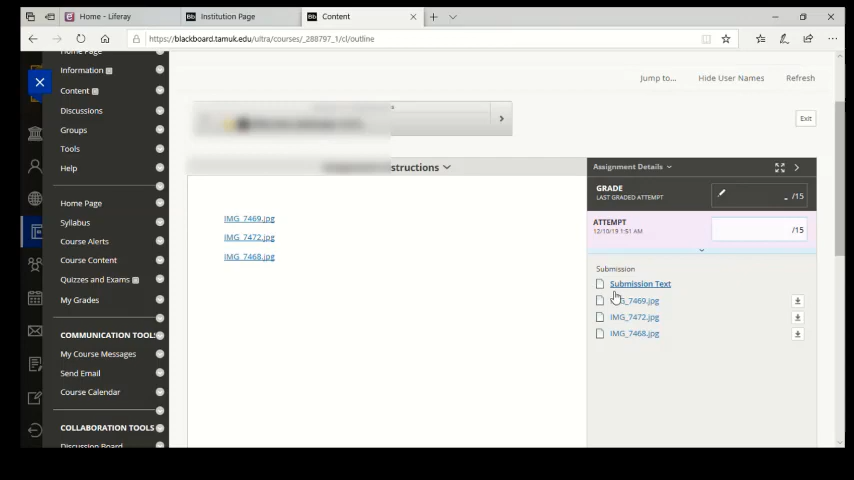 Home - Liferay
Institution Page
Content
https://blackboard.tamuk.edu/ultra/courses/_288797_1/cl/outline
Home Page
Information
Content
Discussions
Groups
Tools
Help
Home Page
Syllabus
Course Alerts
Course Content
Quizzes and Exams
My Grades
COMMUNICATION TOOLS
My Course Messages
Send Email
Course Calendar
COLLABORATION TOOLS
Discussion Board
Jump to...
Hide User Names
Refresh
Exit
structions
IMG_7469.jpg
IMG_7472.jpg
IMG_7468.jpg
Assignment Details
GRADE
LAST GRADED ATTEMPT
- /15
ATTEMPT
12/10/19 1:51 AM
/15
Submission
Submission Text
G_7469.jpg
IMG_7472.jpg
IMG_7468.jpg